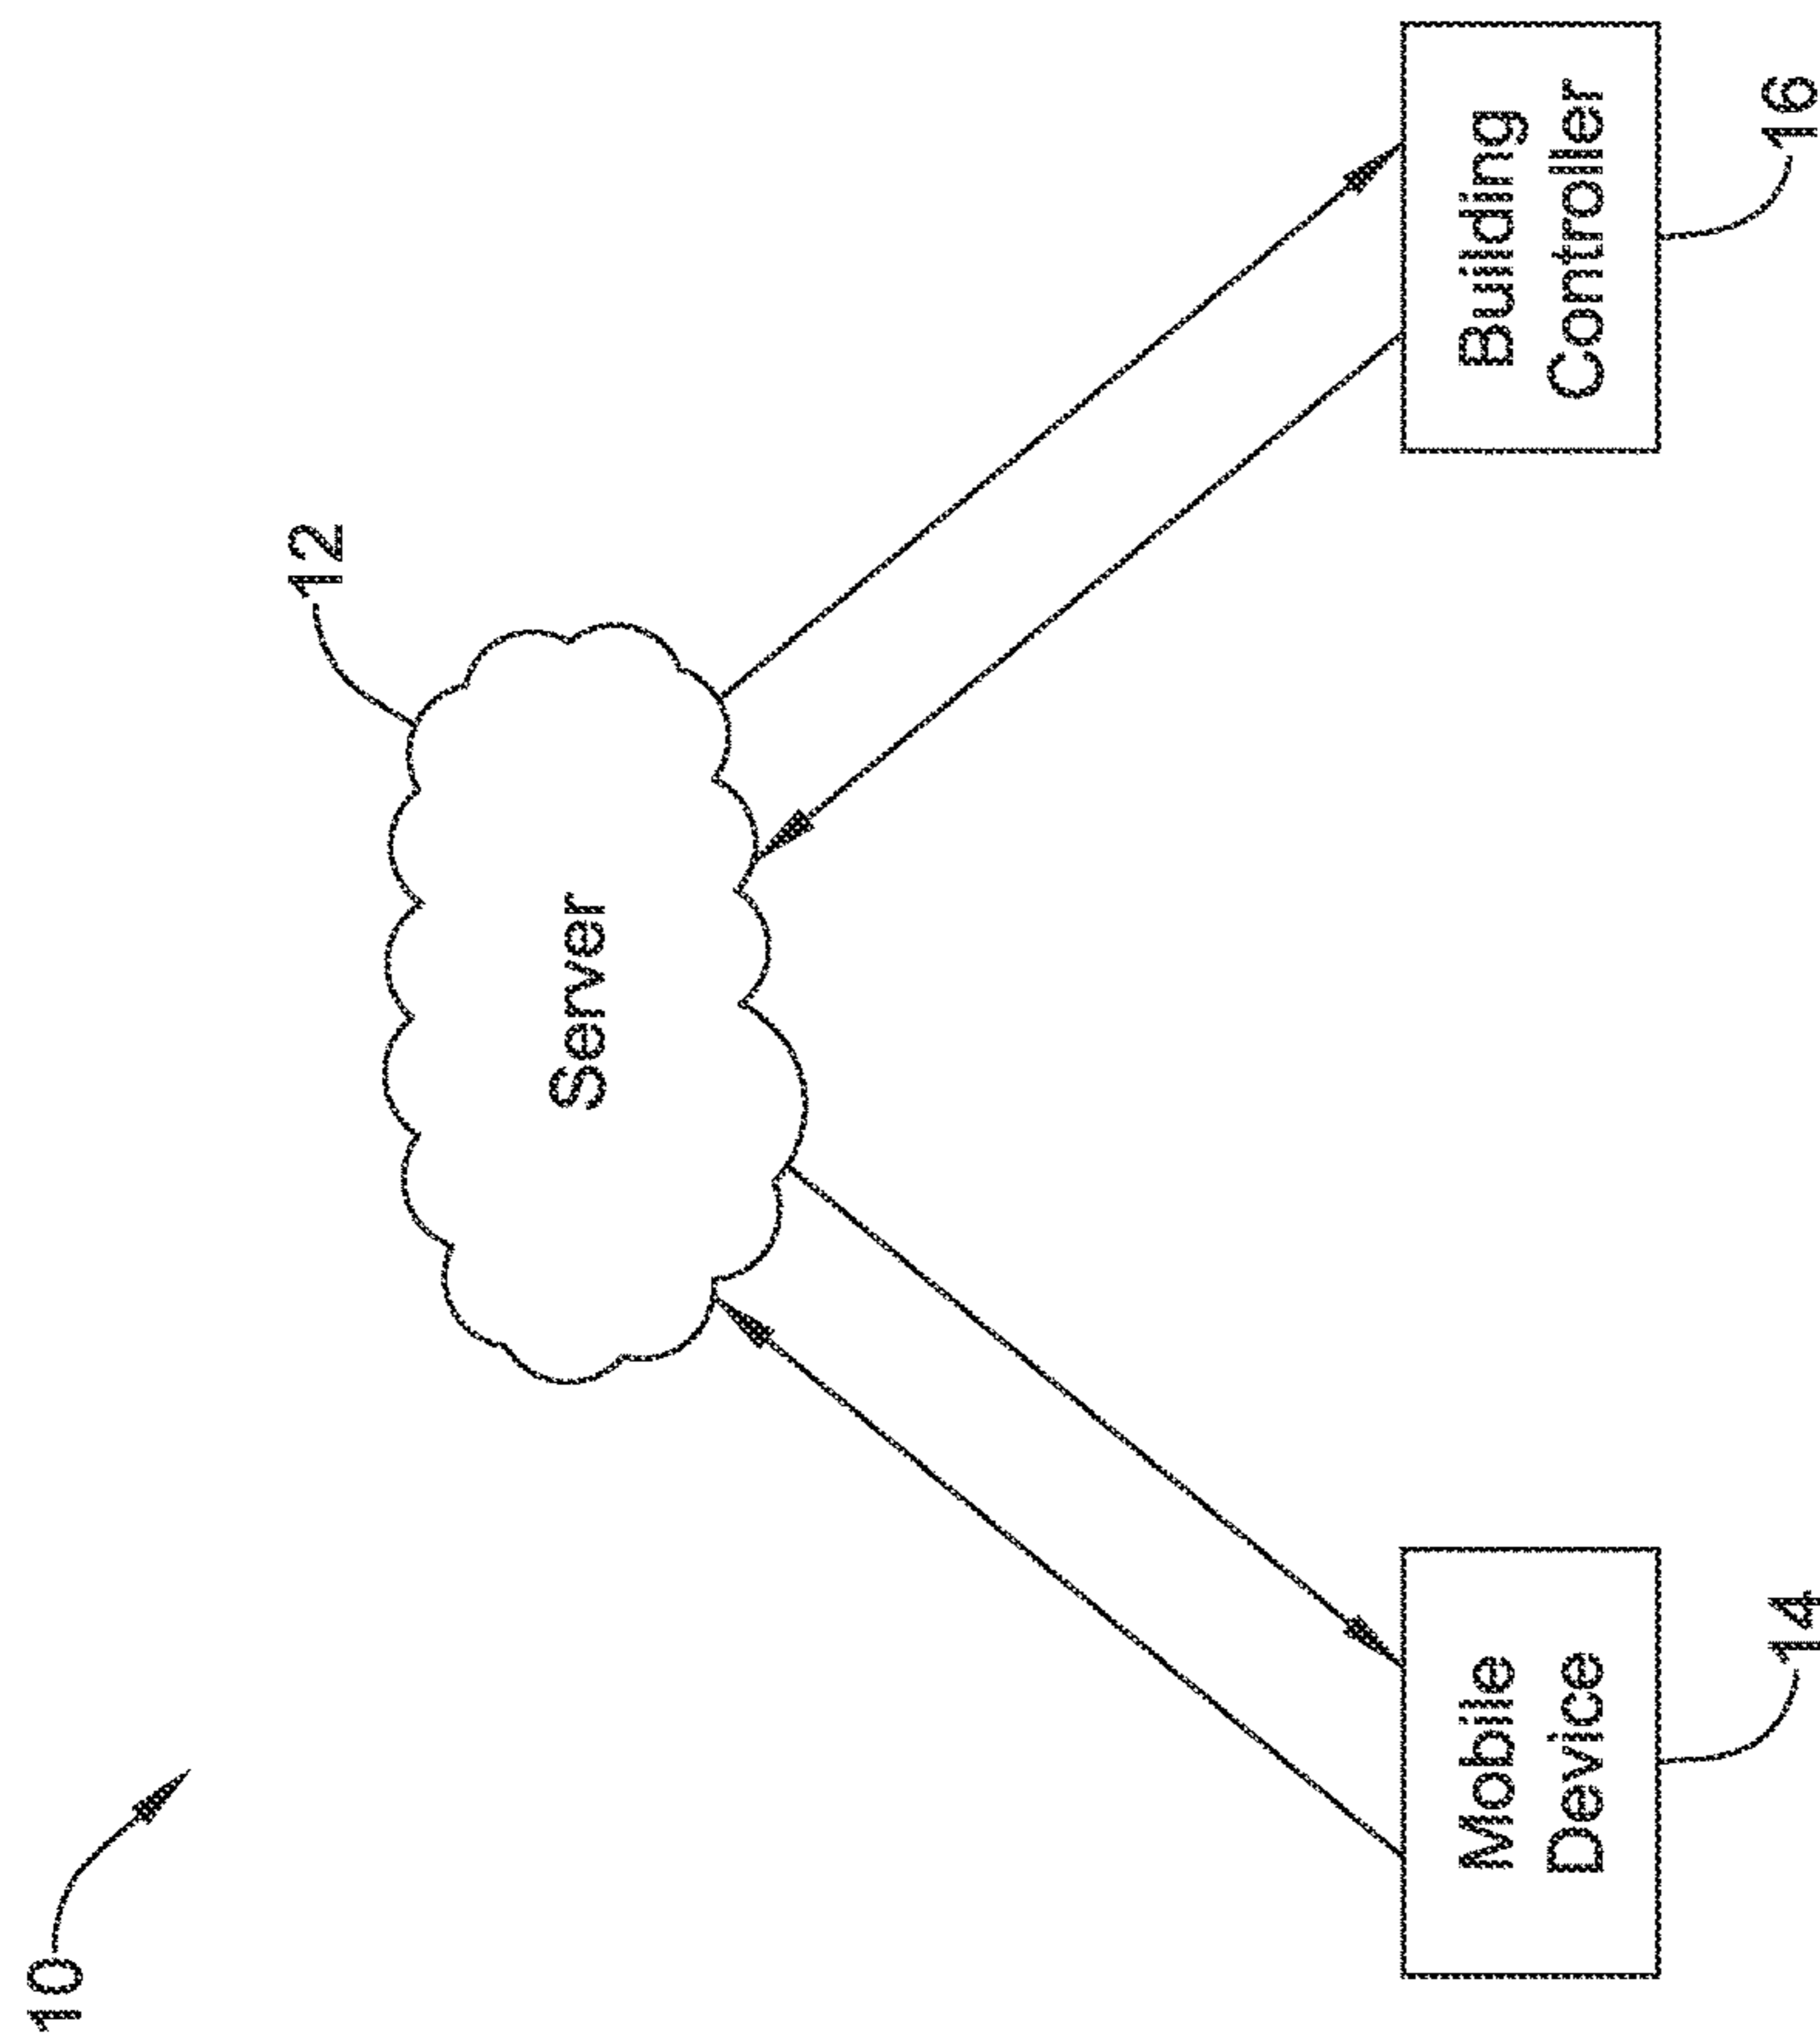 10
12
Server
Mobile
Device
14
Building
Controller
16